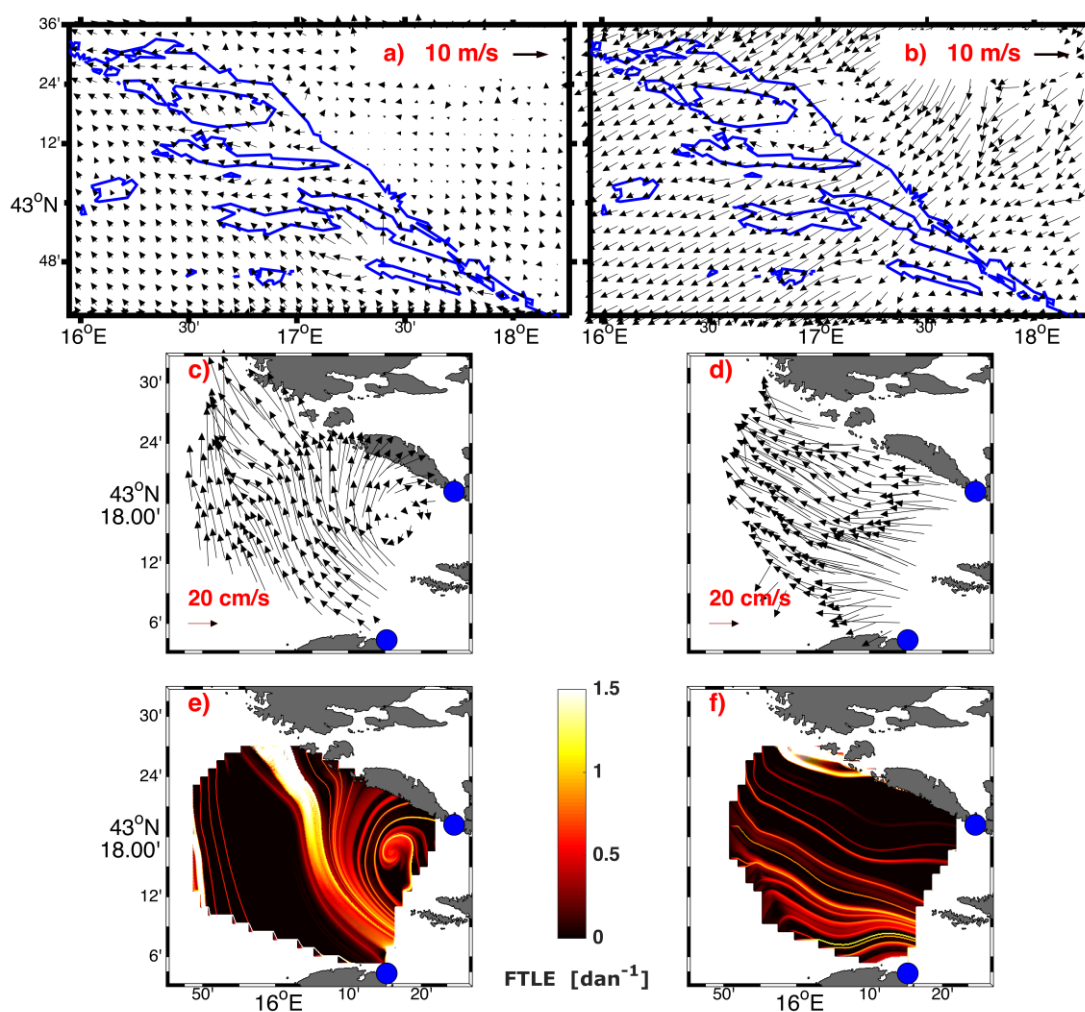 36'
a) 10 m/s
b) 10 m/s
24'
12'
43°N
48'
16°E 30' 17°E 30' 18°E
16°E 30' 17°E 30' 18°E
c)
d)
30'
24'
43°N
18.00'
12'
20 cm/s
20 cm/s
6'
e)
1.5
f)
30'
24'
1
43°N
18.00'
0.5
12'
6'
0
FTLE [dan⁻¹]
50' 16°E 10' 20'
50' 16°E 10' 20'